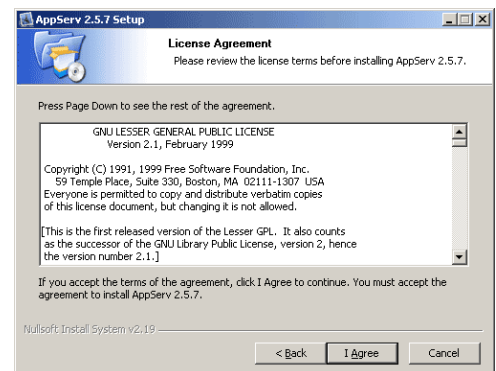 AppServ 2.5.7 Setup
License Agreement
Please review the license terms before installing AppServ 2.5.7.
Press Page Down to see the rest of the agreement.
GNU LESSER GENERAL PUBLIC LICENSE
Version 2.1, February 1999
Copyright (C) 1991, 1999 Free Software Foundation, Inc.
59 Temple Place, Suite 330, Boston, MA 02111-1307 USA
Everyone is permitted to copy and distribute verbatim copies
of this license document, but changing it is not allowed.
[This is the first released version of the Lesser GPL. It also counts
as the successor of the GNU Library Public License, version 2, hence
the version number 2.1.]
If you accept the terms of the agreement, click I Agree to continue. You must accept the
agreement to install AppServ 2.5.7.
Nullsoft Install System v2.19
< Back I Agree Cancel